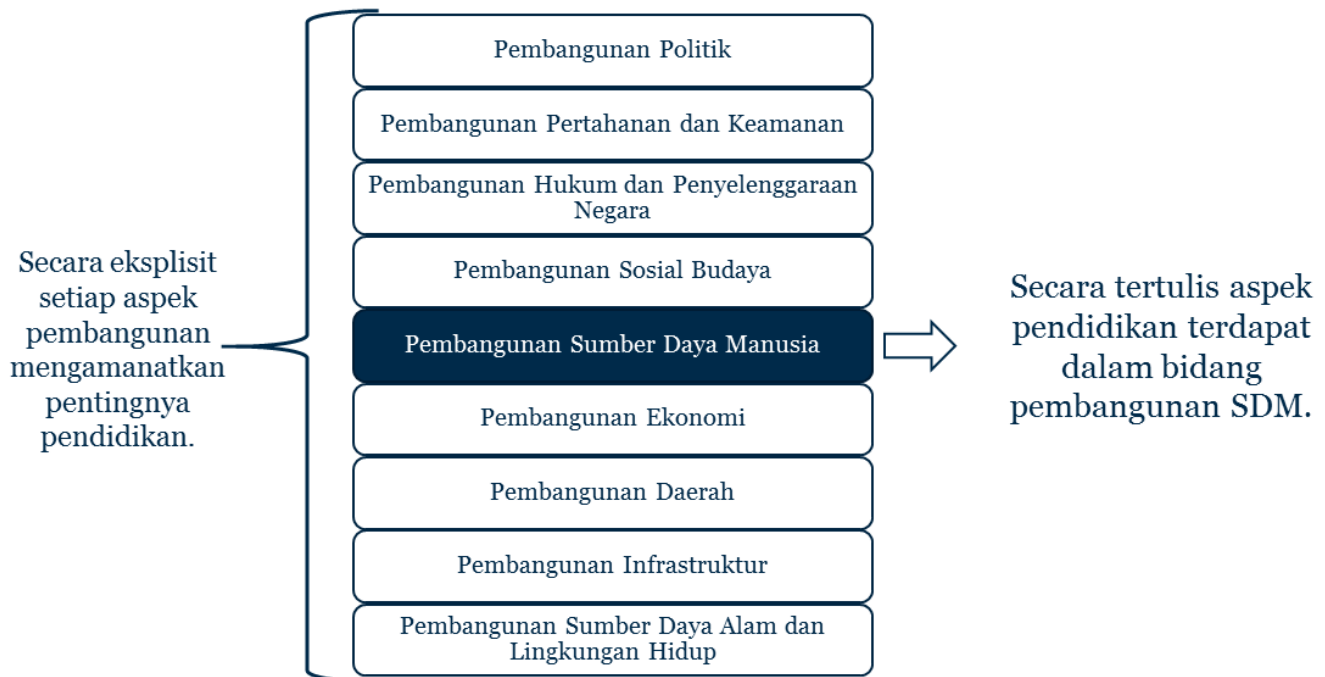 Secara eksplisit
setiap aspek
pembangunan
mengamanatkan
pentingnya
pendidikan.
Pembangunan Politik
Pembangunan Pertahanan dan Keamanan
Pembangunan Hukum dan Penyelenggaraan
Negara
Pembangunan Sosial Budaya
Pembangunan Sumber Daya Manusia
Pembangunan Ekonomi
Pembangunan Daerah
Pembangunan Infrastruktur
Pembangunan Sumber Daya Alam dan
Lingkungan Hidup
Secara tertulis aspek
pendidikan terdapat
dalam bidang
pembangunan SDM.